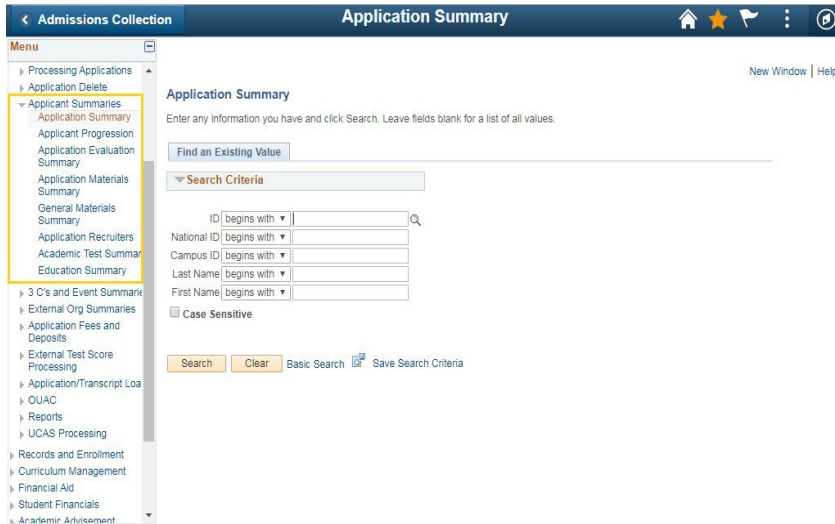 Admissions Collection
Application Summary
Menu
New Window | Help
Processing Applications
Application Delete
Applicant Summaries
Application Summary
Applicant Progression
Application Evaluation
Summary
Application Materials
Summary
General Materials
Summary
Application Recruiters
Academic Test Summar
Education Summary
3 C's and Event Summarie
External Org Summaries
Application Fees and
Deposits
External Test Score
Processing
Application/Transcript Loa
OUAC
Reports
UCAS Processing
Records and Enrollment
Curriculum Management
Financial Aid
Student Financials
Academic Advisement
Application Summary
Enter any information you have and click Search. Leave fields blank for a list of all values.
Find an Existing Value
Search Criteria
ID begins with
National ID begins with
Campus ID begins with
Last Name begins with
First Name begins with
Case Sensitive
Search Clear Basic Search Save Search Criteria